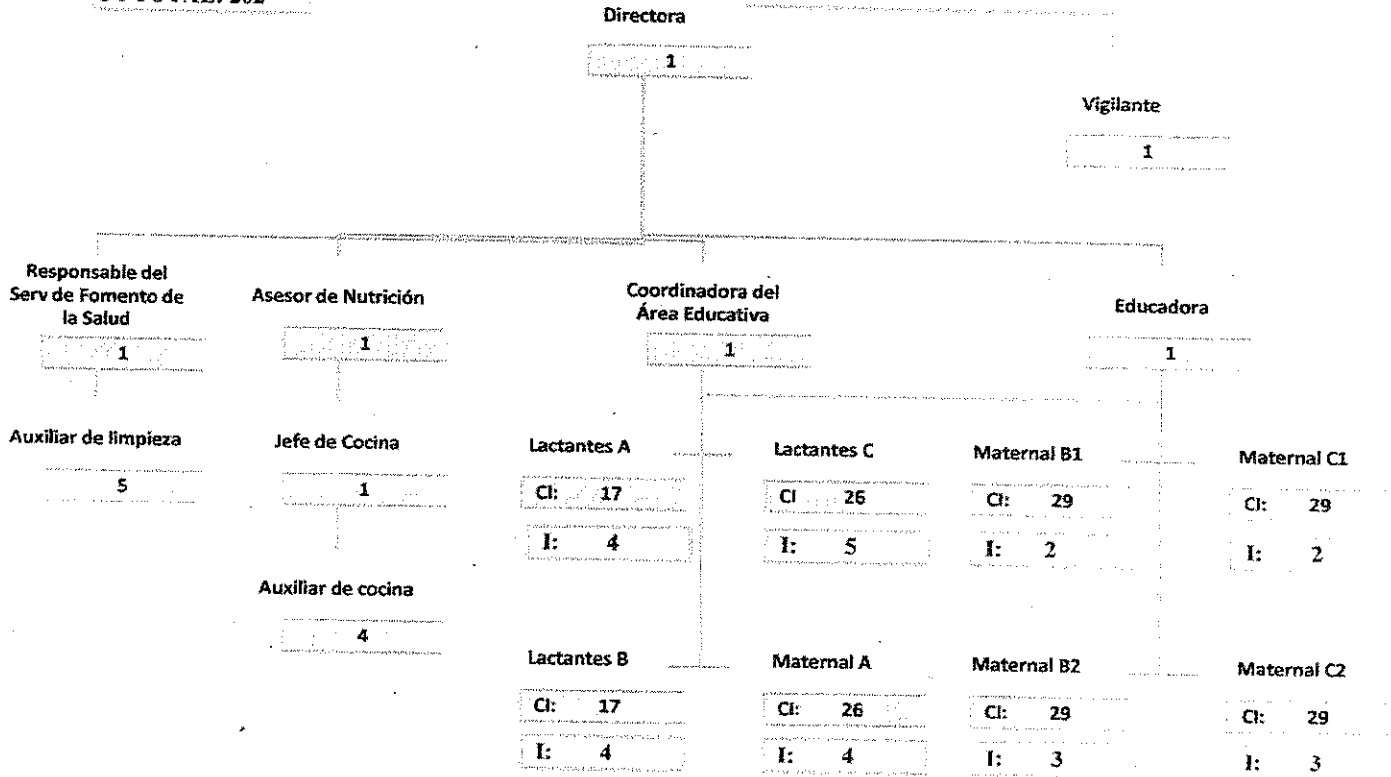 Directora
1
Vigilante
1
Responsable del
Serv de Fomento de
la Salud
1
Asesor de Nutrición
1
Coordinadora del
Área Educativa
1
Educadora
1
Auxiliar de limpieza
5
Jefe de Cocina
1
Auxiliar de cocina
4
Lactantes A
CI: 17
I: 4
Lactantes C
CI 26
I: 5
Maternal B1
CI: 29
I: 2
Maternal C1
CI: 29
I: 2
Lactantes B
CI: 17
I: 4
Maternal A
CI: 26
I: 4
Maternal B2
CI: 29
I: 3
Maternal C2
CI: 29
I: 3